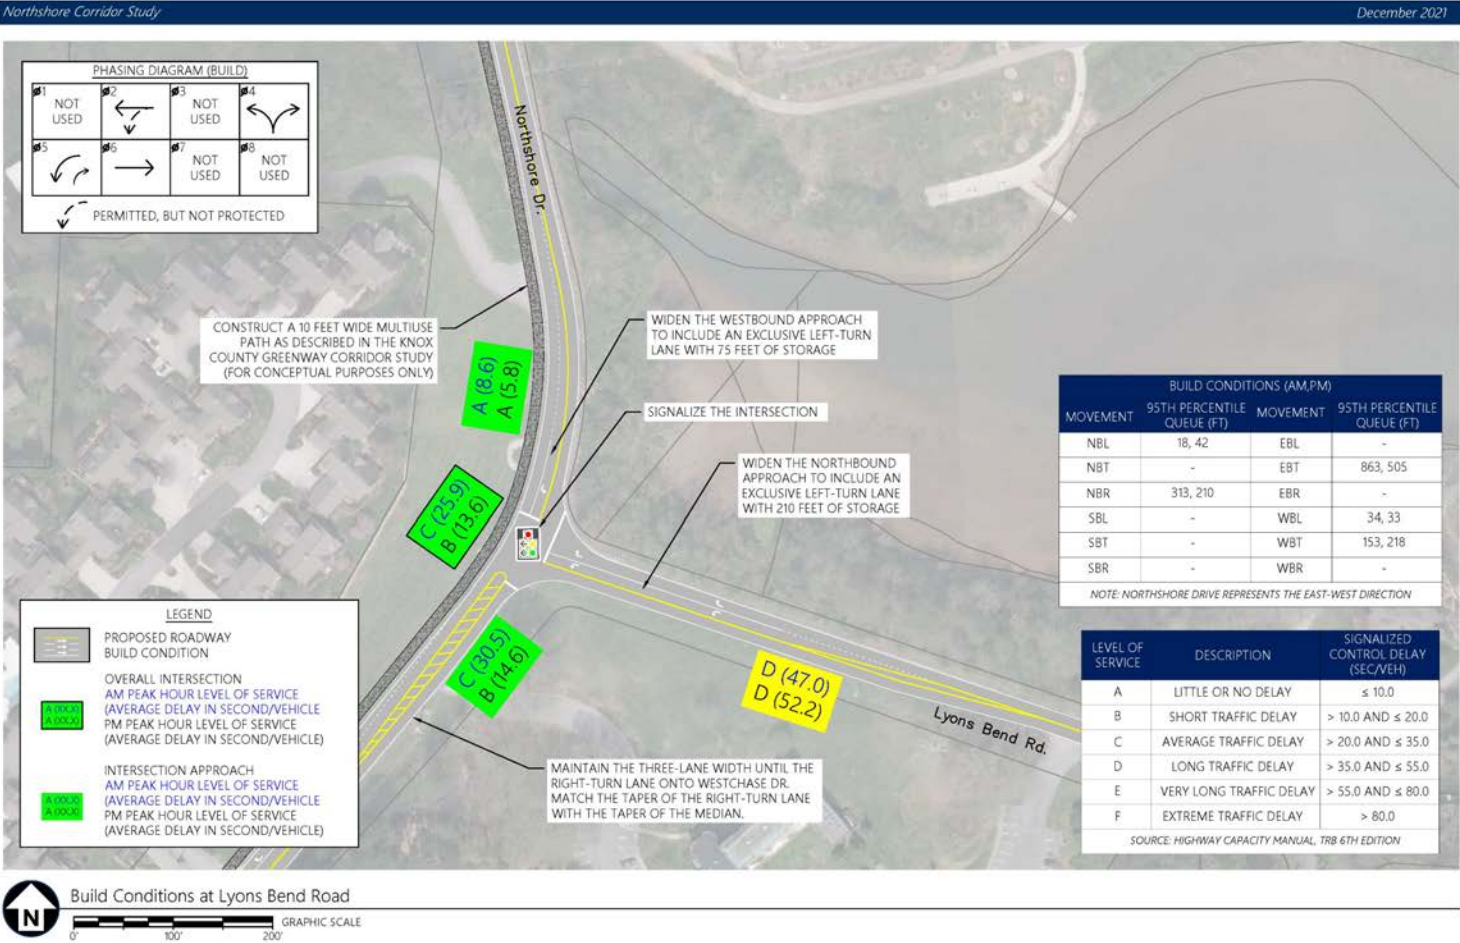 Northshore Corridor Study
December 2021
PHASING DIAGRAM (BUILD)
ø1 NOT USED
ø2
ø3 NOT USED
ø4
ø5
ø6
ø7 NOT USED
ø8 NOT USED
PERMITTED, BUT NOT PROTECTED
Northshore Dr.
CONSTRUCT A 10 FEET WIDE MULTIUSE
PATH AS DESCRIBED IN THE KNOX
COUNTY GREENWAY CORRIDOR STUDY
(FOR CONCEPTUAL PURPOSES ONLY)
WIDEN THE WESTBOUND APPROACH
TO INCLUDE AN EXCLUSIVE LEFT-TURN
LANE WITH 75 FEET OF STORAGE
A (8.6)
A (5.8)
SIGNALIZE THE INTERSECTION
WIDEN THE NORTHBOUND
APPROACH TO INCLUDE AN
EXCLUSIVE LEFT-TURN LANE
WITH 210 FEET OF STORAGE
C (25.9)
B (13.6)
C (30.5)
B (14.6)
D (47.0)
D (52.2)
Lyons Bend Rd.
MAINTAIN THE THREE-LANE WIDTH UNTIL THE
RIGHT-TURN LANE ONTO WESTCHASE DR.
MATCH THE TAPER OF THE RIGHT-TURN LANE
WITH THE TAPER OF THE MEDIAN.
BUILD CONDITIONS (AM,PM)
MOVEMENT 95TH PERCENTILE QUEUE (FT) MOVEMENT 95TH PERCENTILE QUEUE (FT)
NBL 18, 42 EBL -
NBT - EBT 863, 505
NBR 313, 210 EBR -
SBL - WBL 34, 33
SBT - WBT 153, 218
SBR - WBR -
NOTE: NORTHSHORE DRIVE REPRESENTS THE EAST-WEST DIRECTION
LEVEL OF SERVICE DESCRIPTION SIGNALIZED CONTROL DELAY (SEC/VEH)
A LITTLE OR NO DELAY ≤ 10.0
B SHORT TRAFFIC DELAY > 10.0 AND ≤ 20.0
C AVERAGE TRAFFIC DELAY > 20.0 AND ≤ 35.0
D LONG TRAFFIC DELAY > 35.0 AND ≤ 55.0
E VERY LONG TRAFFIC DELAY > 55.0 AND ≤ 80.0
F EXTREME TRAFFIC DELAY > 80.0
SOURCE: HIGHWAY CAPACITY MANUAL, TRB 6TH EDITION
LEGEND
PROPOSED ROADWAY
BUILD CONDITION
OVERALL INTERSECTION
AM PEAK HOUR LEVEL OF SERVICE
(AVERAGE DELAY IN SECOND/VEHICLE
PM PEAK HOUR LEVEL OF SERVICE
(AVERAGE DELAY IN SECOND/VEHICLE)
A (XX.X)
A (XX.X)
INTERSECTION APPROACH
AM PEAK HOUR LEVEL OF SERVICE
(AVERAGE DELAY IN SECOND/VEHICLE
PM PEAK HOUR LEVEL OF SERVICE
(AVERAGE DELAY IN SECOND/VEHICLE)
A (XX.X)
A (XX.X)
N
Build Conditions at Lyons Bend Road
GRAPHIC SCALE
0' 100' 200'